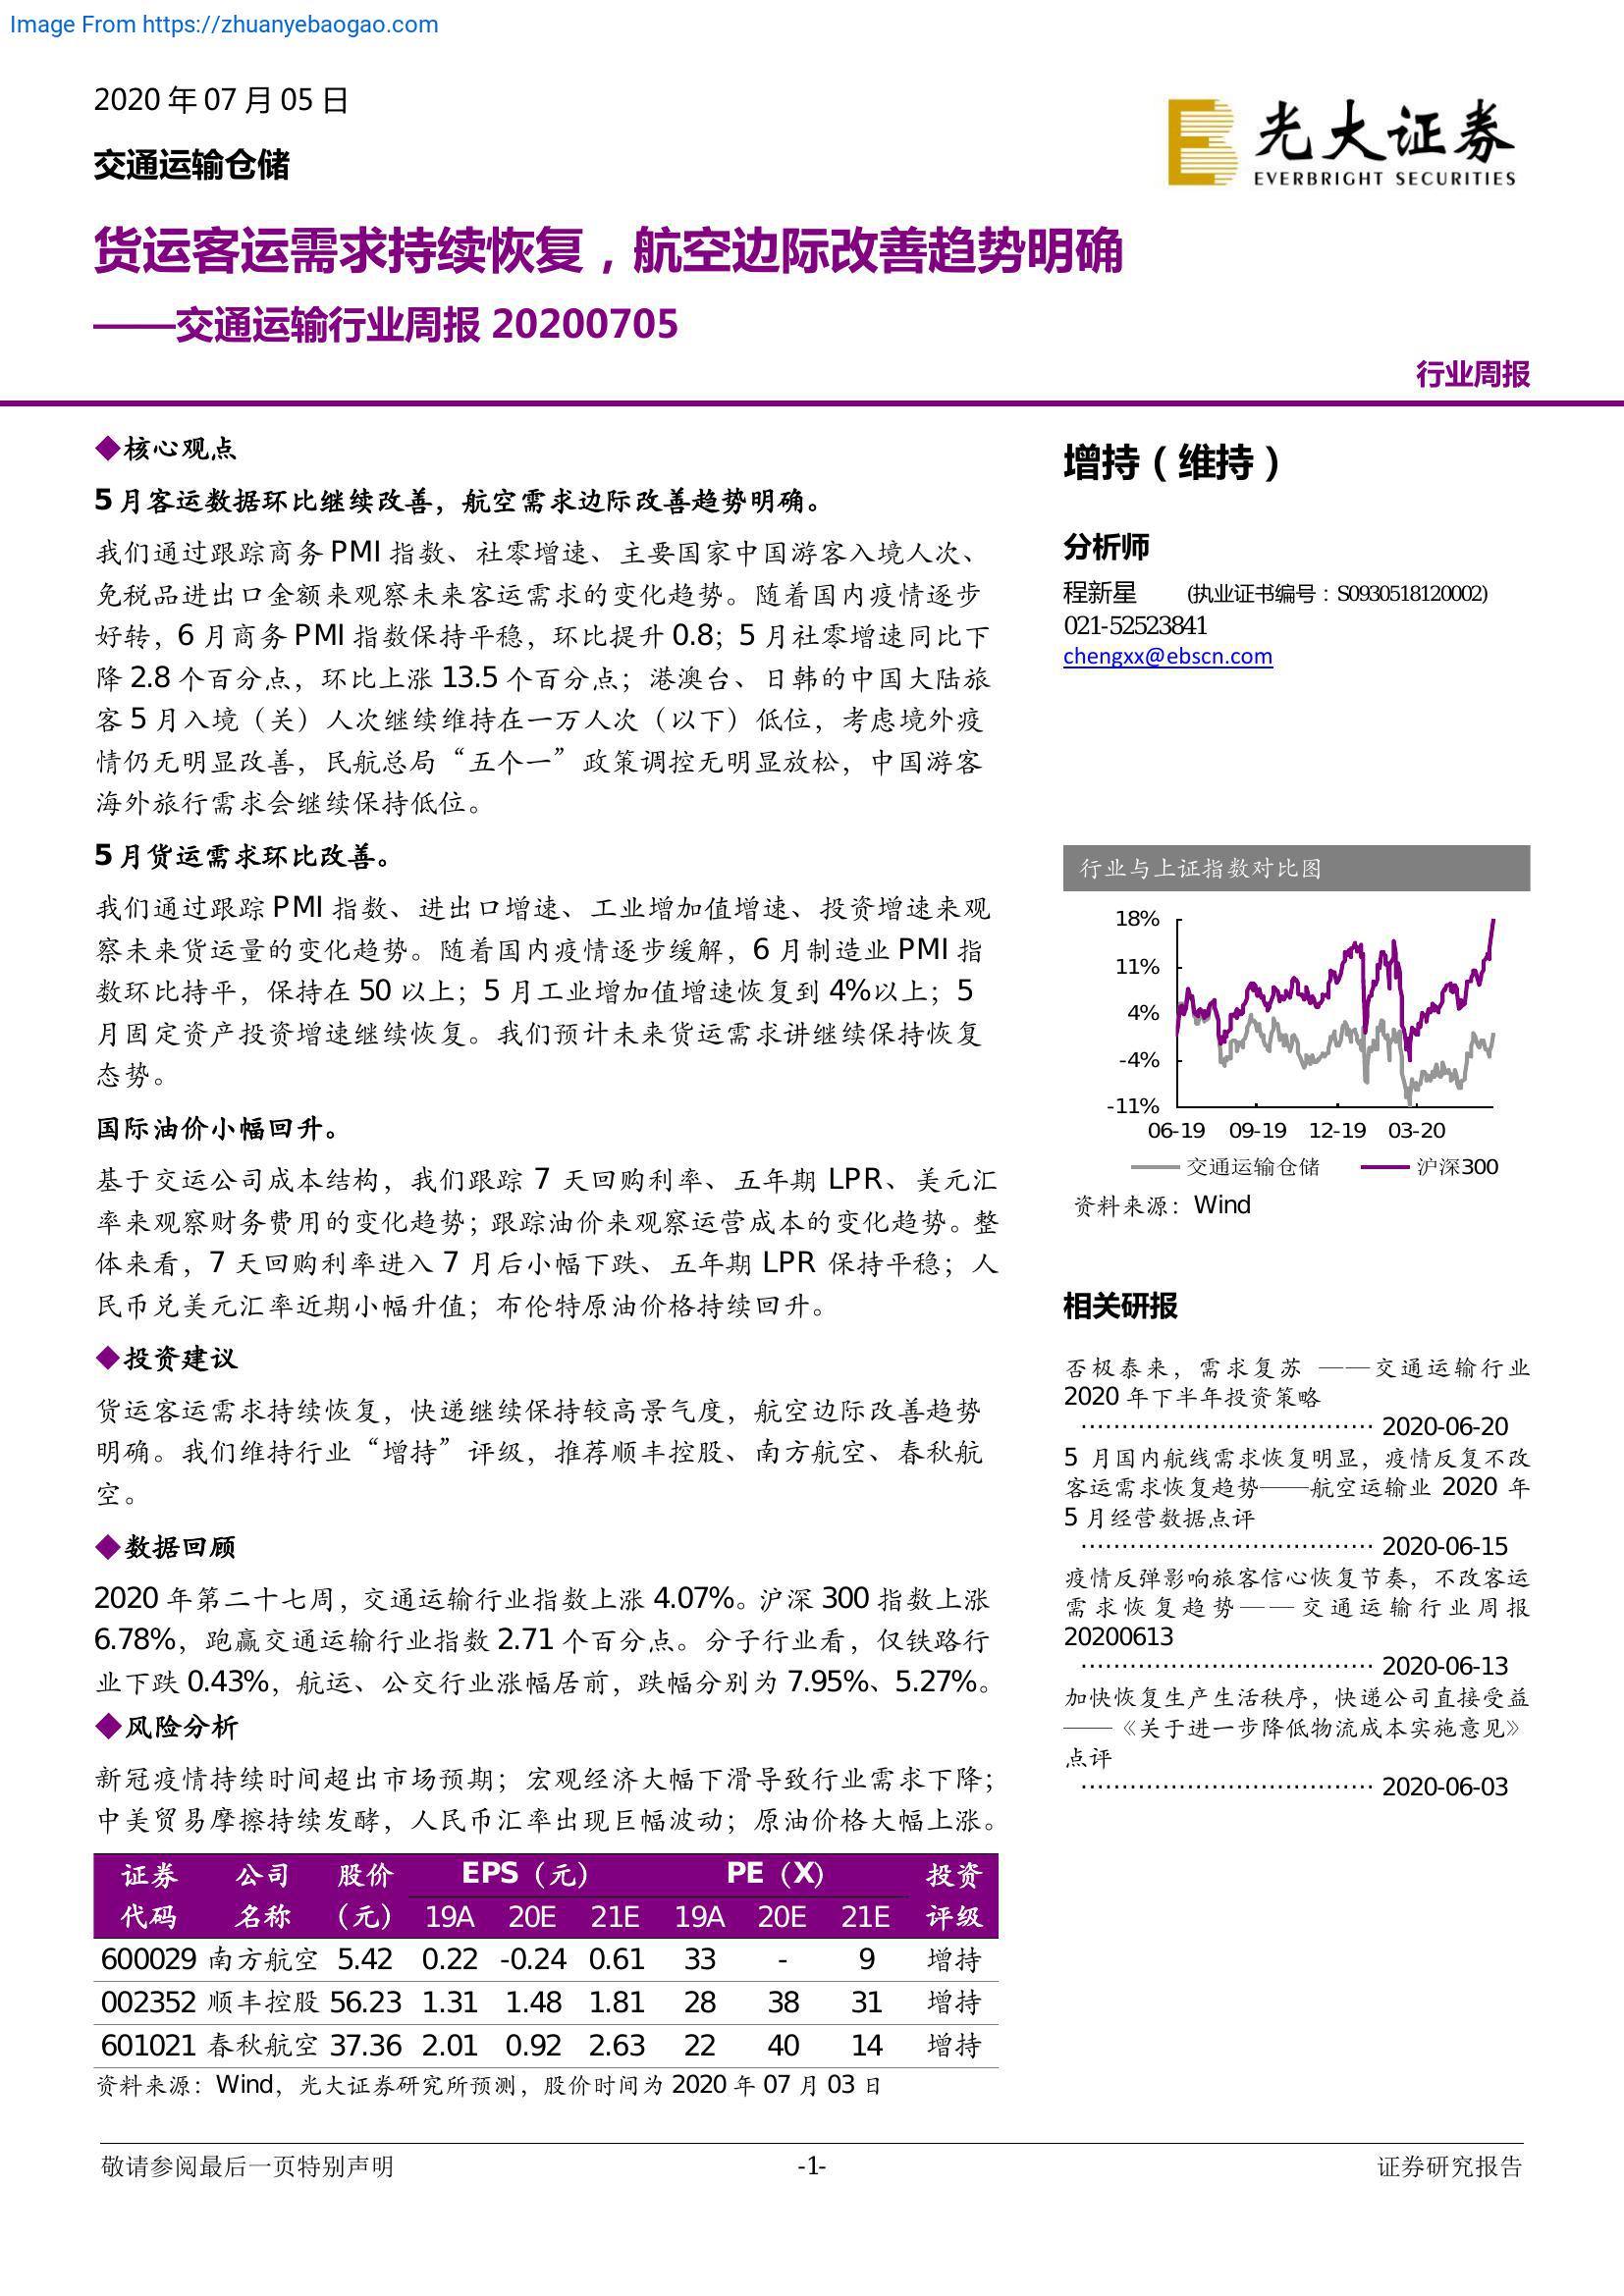 Image From https://zhuanyebaogao.com
2020 年 07 月 05 日
交通运输仓储
光大证券
EVERBRIGHT SECURITIES
货运客运需求持续恢复，航空边际改善趋势明确
——交通运输行业周报 20200705
行业周报
◆核心观点
5 月客运数据环比继续改善，航空需求边际改善趋势明确。
我们通过跟踪商务 PMI 指数、社零增速、主要国家中国游客入境人次、
免税品进出口金额来观察未来客运需求的变化趋势。随着国内疫情逐步
好转，6 月商务 PMI 指数保持平稳，环比提升 0.8；5 月社零增速同比下
降 2.8 个百分点，环比上涨 13.5 个百分点；港澳台、日韩的中国大陆旅
客 5 月入境（关）人次继续维持在一万人次（以下）低位，考虑境外疫
情仍无明显改善，民航总局“五个一”政策调控无明显放松，中国游客
海外旅行需求会继续保持低位。
5 月货运需求环比改善。
我们通过跟踪 PMI 指数、进出口增速、工业增加值增速、投资增速来观
察未来货运量的变化趋势。随着国内疫情逐步缓解，6 月制造业 PMI 指
数环比持平，保持在 50 以上；5 月工业增加值增速恢复到 4%以上；5
月固定资产投资增速继续恢复。我们预计未来货运需求讲继续保持恢复
态势。
国际油价小幅回升。
基于交运公司成本结构，我们跟踪 7 天回购利率、五年期 LPR、美元汇
率来观察财务费用的变化趋势；跟踪油价来观察运营成本的变化趋势。整
体来看，7 天回购利率进入 7 月后小幅下跌、五年期 LPR 保持平稳；人
民币兑美元汇率近期小幅升值；布伦特原油价格持续回升。
◆投资建议
货运客运需求持续恢复，快递继续保持较高景气度，航空边际改善趋势
明确。我们维持行业“增持”评级，推荐顺丰控股、南方航空、春秋航
空。
◆数据回顾
2020 年第二十七周，交通运输行业指数上涨 4.07%。沪深 300 指数上涨
6.78%，跑赢交通运输行业指数 2.71 个百分点。分子行业看，仅铁路行
业下跌 0.43%，航运、公交行业涨幅居前，跌幅分别为 7.95%、5.27%。
◆风险分析
新冠疫情持续时间超出市场预期；宏观经济大幅下滑导致行业需求下降；
中美贸易摩擦持续发酵，人民币汇率出现巨幅波动；原油价格大幅上涨。
证券 公司 股价 EPS（元） PE（X） 投资
代码 名称 （元） 19A 20E 21E 19A 20E 21E 评级
600029 南方航空 5.42 0.22 -0.24 0.61 33 - 9 增持
002352 顺丰控股 56.23 1.31 1.48 1.81 28 38 31 增持
601021 春秋航空 37.36 2.01 0.92 2.63 22 40 14 增持
资料来源：Wind，光大证券研究所预测，股价时间为 2020 年 07 月 03 日
增持（维持）
分析师
程新星 (执业证书编号：S0930518120002)
021-52523841
chengxx@ebscn.com
行业与上证指数对比图
18%
11%
4%
-4%
-11%
06-19 09-19 12-19 03-20
交通运输仓储 沪深300
资料来源：Wind
相关研报
否极泰来，需求复苏 ——交通运输行业
2020 年下半年投资策略
···································· 2020-06-20
5 月国内航线需求恢复明显，疫情反复不改
客运需求恢复趋势——航空运输业 2020 年
5 月经营数据点评
···································· 2020-06-15
疫情反弹影响旅客信心恢复节奏，不改客运
需求恢复趋势——交通运输行业周报
20200613
···································· 2020-06-13
加快恢复生产生活秩序，快递公司直接受益
——《关于进一步降低物流成本实施意见》
点评
···································· 2020-06-03
敬请参阅最后一页特别声明 -1- 证券研究报告